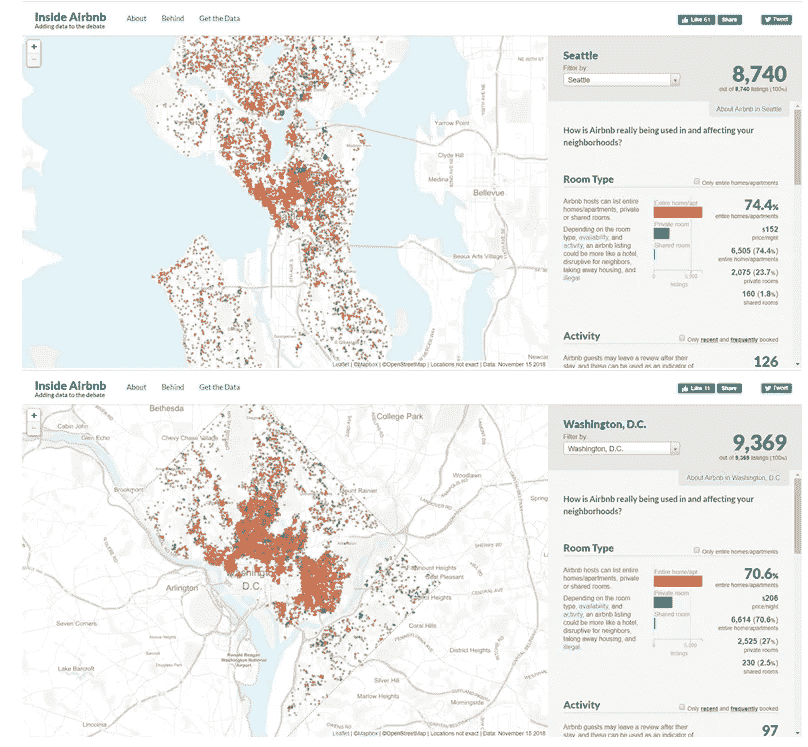 Inside Airbnb
Adding data to the debate
About Behind Get the Data
Like 61 Share Tweet
+
-
Yarrow Point
Clyde Hill
Medina
Bellevue
Beaux Arts Village
Newcas
Leaflet | ©Mapbox | ©OpenStreetMap | Locations not exact | Data: November 15 2018
Seattle
Filter by:
Seattle
8,740
out of 8,740 listings (100%)
About Airbnb in Seattle
How is Airbnb really being used in and affecting your
neighborhoods?
Room Type
Only entire homes/apartments
Airbnb hosts can list entire
homes/apartments, private
or shared rooms.
Depending on the room
type, availability, and
activity, an airbnb listing
could be more like a hotel,
disruptive for neighbors,
taking away housing, and
illegal.
Entire home/apt
Private room
Shared room
0 5,000
listings
74.4%
entire homes/apartments
$152
price/night
6,505 (74.4%)
entire home/apartments
2,075 (23.7%)
private rooms
160 (1.8%)
shared rooms
Activity
Only recent and frequently booked
Airbnb guests may leave a review after their
stay, and these can be used as an indicator of
126
Inside Airbnb
Adding data to the debate
About Behind Get the Data
Like 11 Share Tweet
+
-
Bethesda
Cabin John
Glen Echo
Chevy Chase Village
College Park
Brookmont
Mount Rainier
Woodlawn
Spring
Arlington
Washington
D.C.
Seven Corners
Lake Barcroft
Ronald Reagan
Washington National
Airport
Coral Hills
District Heights
Silver Hill
Marlow Heights
Morningside
Lincolnia
Leaflet | ©Mapbox | ©OpenStreetMap | Locations not exact | Data: November 15 2018
Washington, D.C.
Filter by:
Washington, D.C.
9,369
out of 9,369 listings (100%)
About Airbnb in Washington, D.C.
How is Airbnb really being used in and affecting your
neighborhoods?
Room Type
Only entire homes/apartments
Airbnb hosts can list entire
homes/apartments, private
or shared rooms.
Depending on the room
type, availability, and
activity, an airbnb listing
could be more like a hotel,
disruptive for neighbors,
taking away housing, and
illegal.
Entire home/apt
Private room
Shared room
0 5,000
listings
70.6%
entire homes/apartments
$206
price/night
6,614 (70.6%)
entire home/apartments
2,525 (27%)
private rooms
230 (2.5%)
shared rooms
Activity
Only recent and frequently booked
Airbnb guests may leave a review after their
stay, and these can be used as an indicator of
97